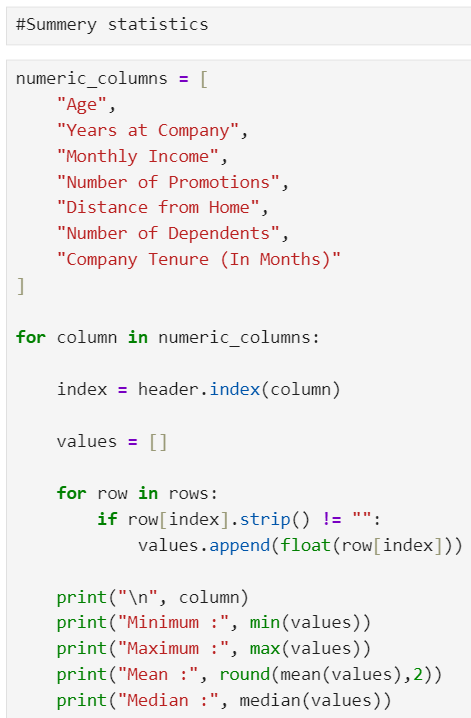 #Summery statistics
numeric_columns = [
    "Age",
    "Years at Company",
    "Monthly Income",
    "Number of Promotions",
    "Distance from Home",
    "Number of Dependents",
    "Company Tenure (In Months)"
]
for column in numeric_columns:
    index = header.index(column)
    values = []
    for row in rows:
        if row[index].strip() != "":
            values.append(float(row[index]))
    print("\n", column)
    print("Minimum :", min(values))
    print("Maximum :", max(values))
    print("Mean :", round(mean(values),2))
    print("Median :", median(values))